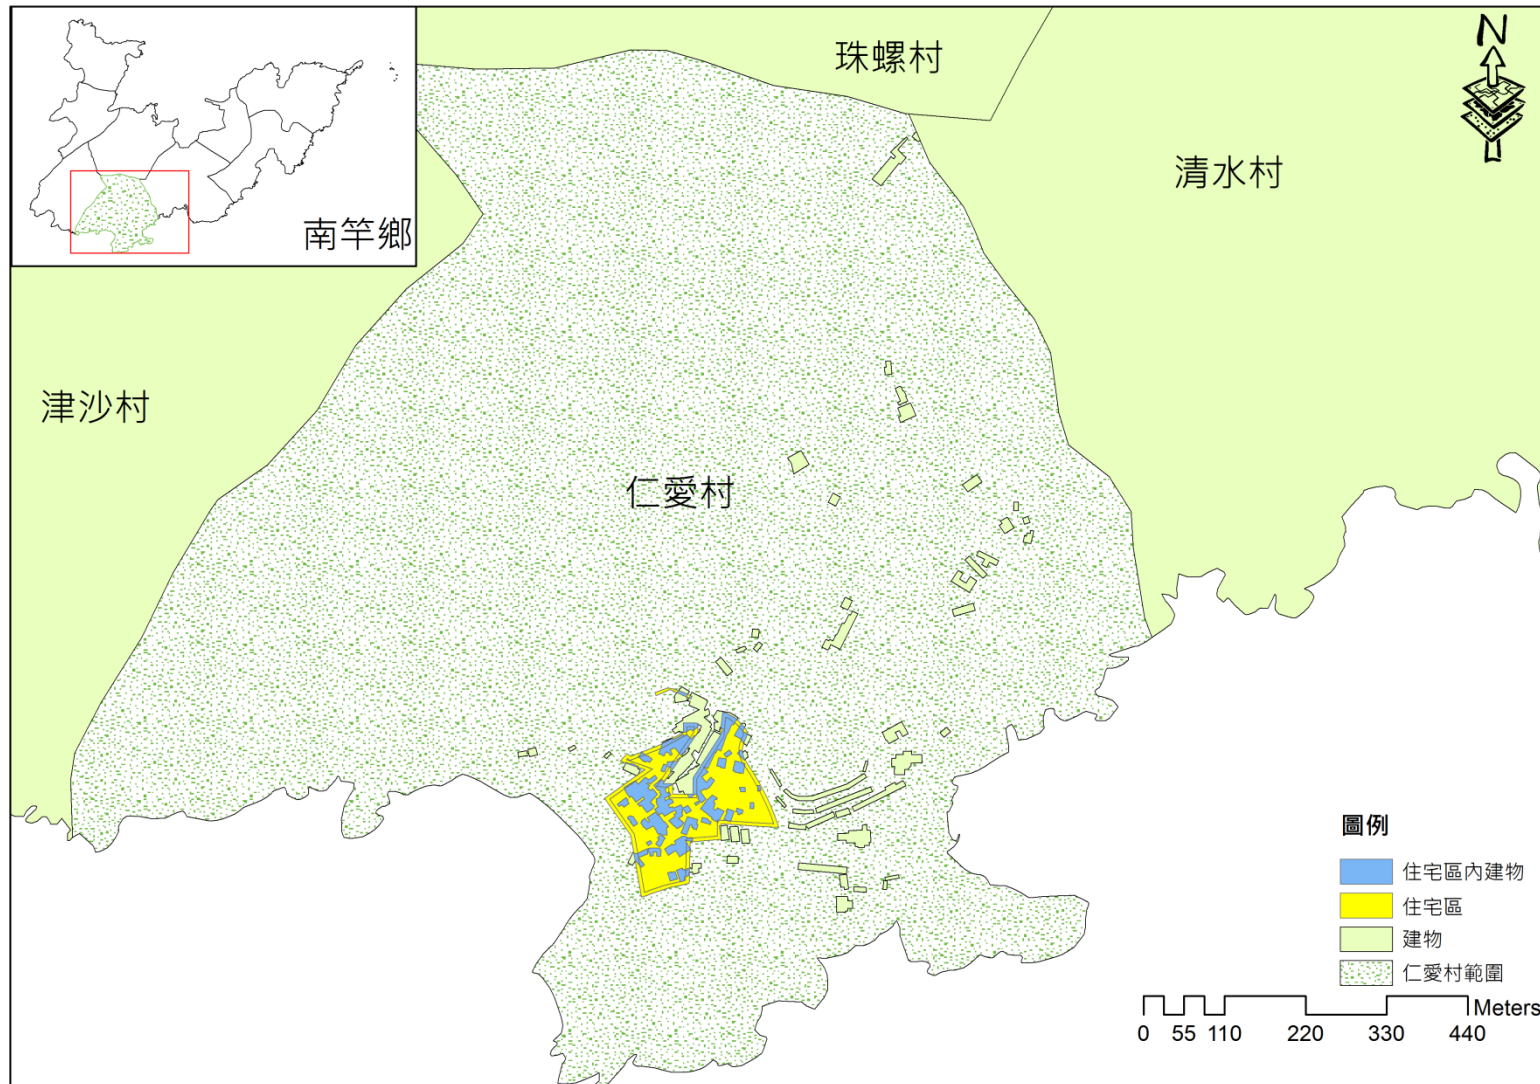 珠螺村
N
清水村
南竿鄉
津沙村
仁愛村
圖例
住宅區內建物
住宅區
建物
仁愛村範圍
Meters
0 55 110 220 330 440